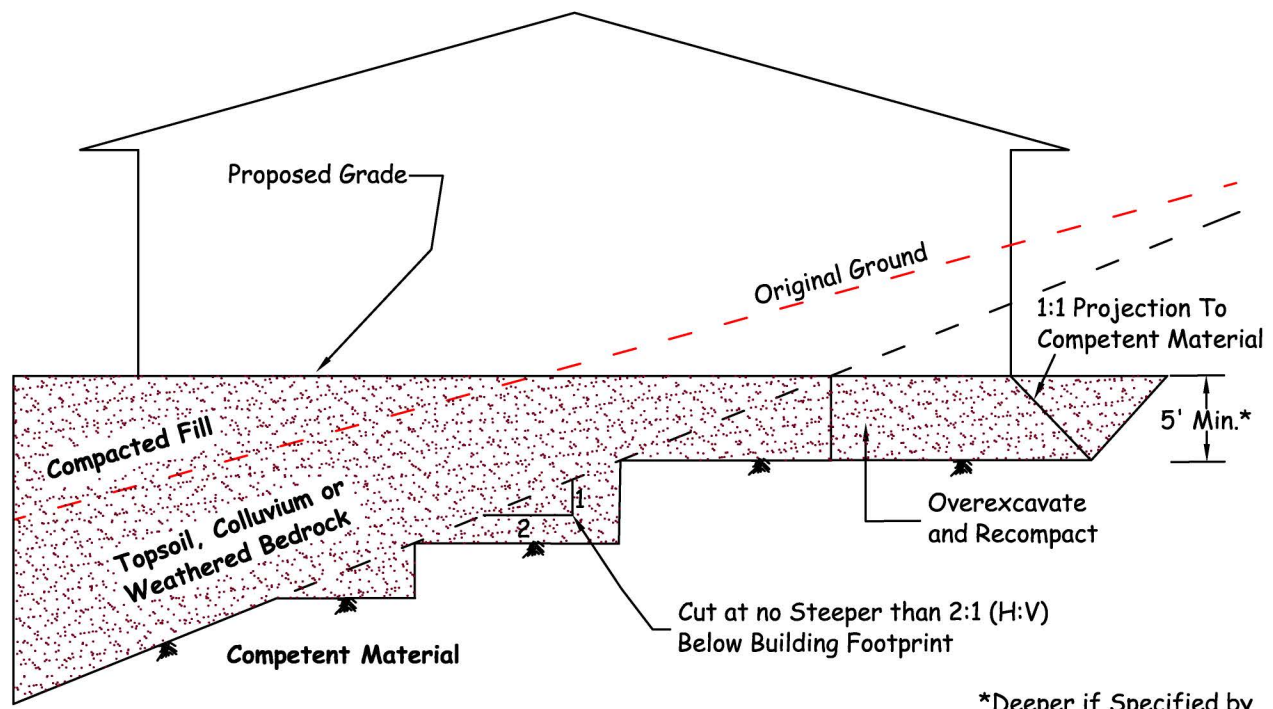 Proposed Grade
Original Ground
1:1 Projection To
Competent Material
5' Min.*
Compacted Fill
Topsoil, Colluvium or
Weathered Bedrock
1
2
Overexcavate
and Recompact
Cut at no Steeper than 2:1 (H:V)
Below Building Footprint
Competent Material
*Deeper if Specified by